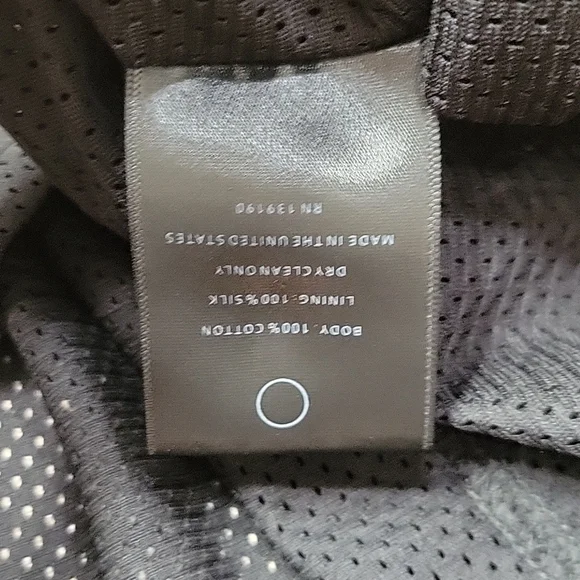 BODY: 100% COTTON
LINING: 100% SILK
DRY CLEAN ONLY
MADE IN THE UNITED STATES
RN 139190